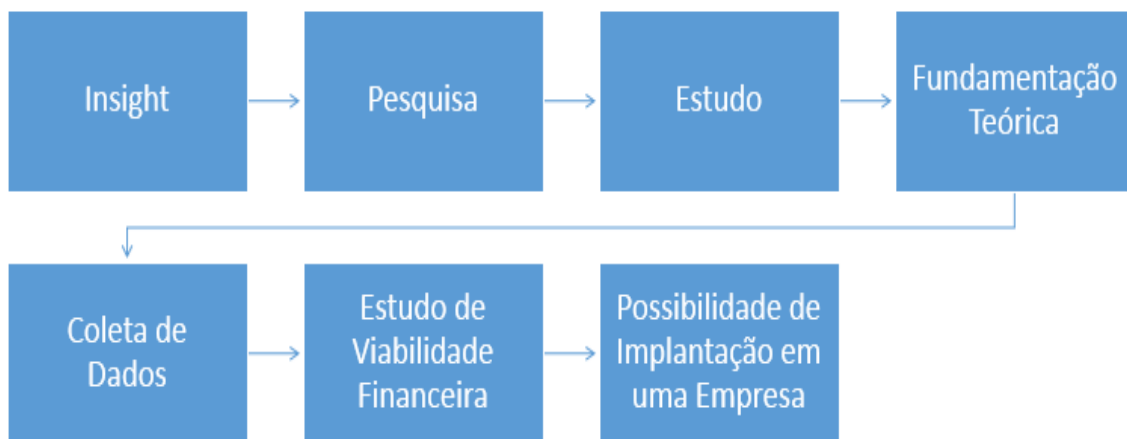 Insight
Pesquisa
Estudo
Fundamentação
Teórica
Coleta de
Dados
Estudo de
Viabilidade
Financeira
Possibilidade de
Implantação em
uma Empresa